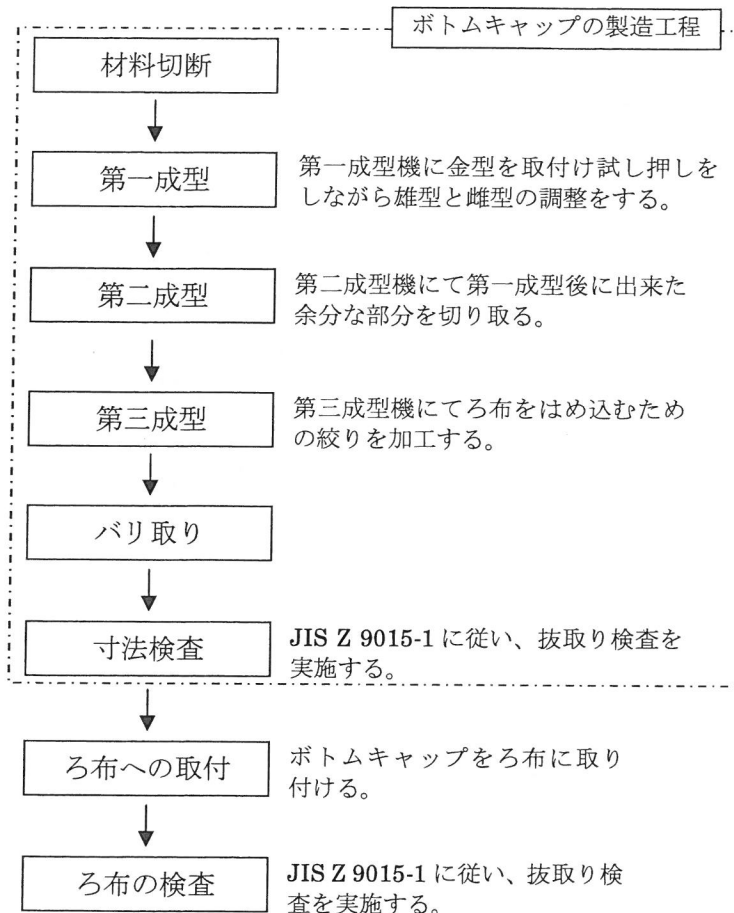 ボトムキャップの製造工程
材料切断
第一成型
第一成型機に金型を取付け試し押しを
しながら雄型と雌型の調整をする。
第二成型
第二成型機にて第一成型後に出来た
余分な部分を切り取る。
第三成型
第三成型機にてろ布をはめ込むため
の絞りを加工する。
バリ取り
寸法検査
JIS Z 9015-1 に従い、抜取り検査を
実施する。
ろ布への取付
ボトムキャップをろ布に取り
付ける。
ろ布の検査
JIS Z 9015-1 に従い、抜取り検
査を実施する。